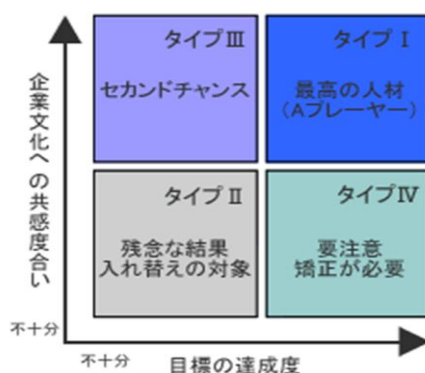 タイプⅢ
セカンドチャンス
タイプⅠ
最高の人材
(Aプレーヤー)
タイプⅡ
残念な結果
入れ替えの対象
タイプⅣ
要注意
矯正が必要
企業文化への共感度合い
不十分
不十分
目標の達成度